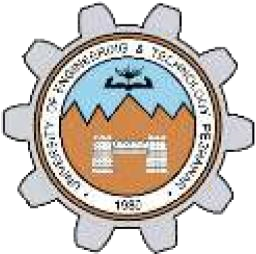 UNIVERSITY OF ENGINEERING & TECHNOLOGY PESHAWAR
1980